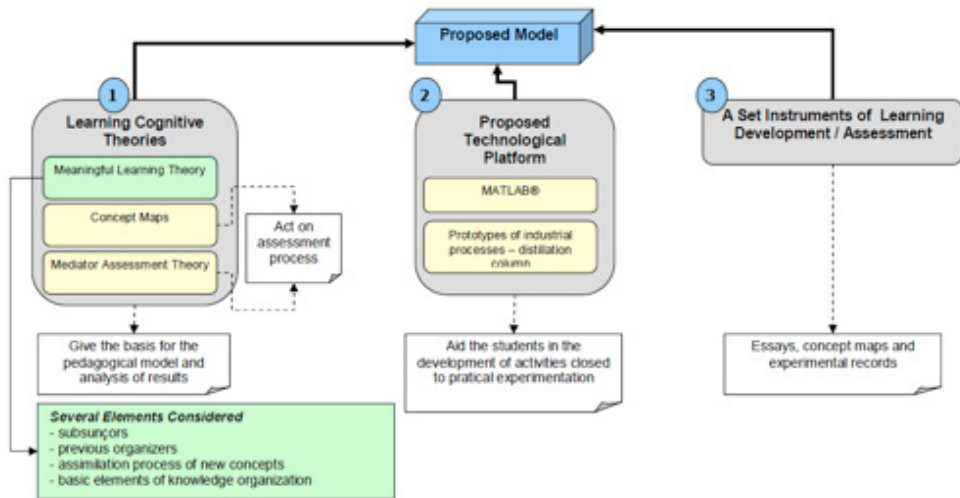 Proposed Model
1
Learning Cognitive
Theories
Meaningful Learning Theory
Concept Maps
Mediator Assessment Theory
Act on
assessment
process
Give the basis for the
pedagogical model and
analysis of results
Several Elements Considered
- subsunçors
- previous organizers
- assimilation process of new concepts
- basic elements of knowledge organization
2
Proposed
Technological
Platform
MATLAB®
Prototypes of industrial
processes – distillation
column
Aid the students in the
development of activities closed
to pratical experimentation
3
A Set Instruments of Learning
Development / Assessment
Essays, concept maps and
experimental records